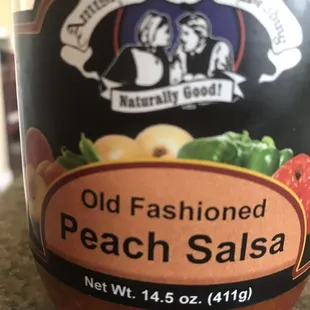 Naturally Good!
Old Fashioned
Peach Salsa
Net Wt. 14.5 oz. (411g)